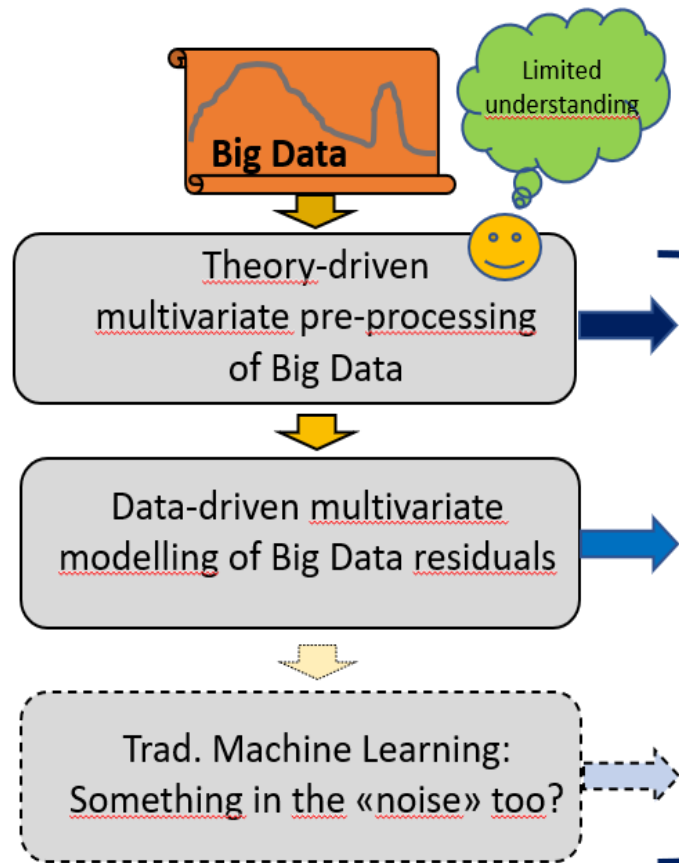 Big Data
Limited
understanding
Theory-driven
multivariate pre-processing
of Big Data
Data-driven multivariate
modelling of Big Data residuals
Trad. Machine Learning:
Something in the «noise» too?